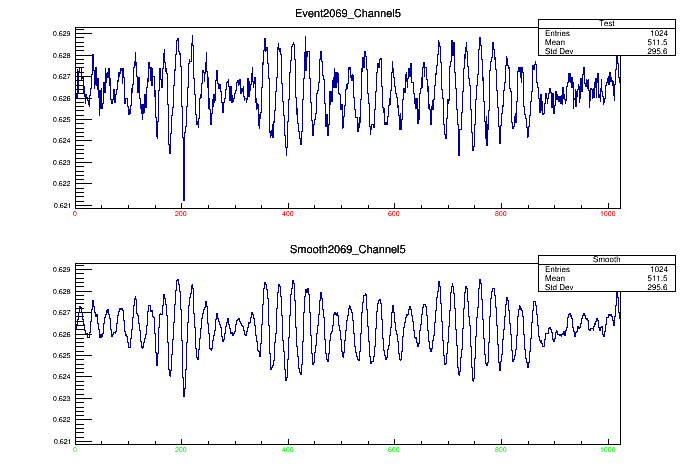 Event2069_Channel5
Test
Entries 1024
Mean 511.5
Std Dev 295.6
0.629
0.628
0.627
0.626
0.625
0.624
0.623
0.622
0.621
0 200 400 600 800 1000
Smooth2069_Channel5
Smooth
Entries 1024
Mean 511.5
Std Dev 295.6
0.629
0.628
0.627
0.626
0.625
0.624
0.623
0.622
0.621
0 200 400 600 800 1000